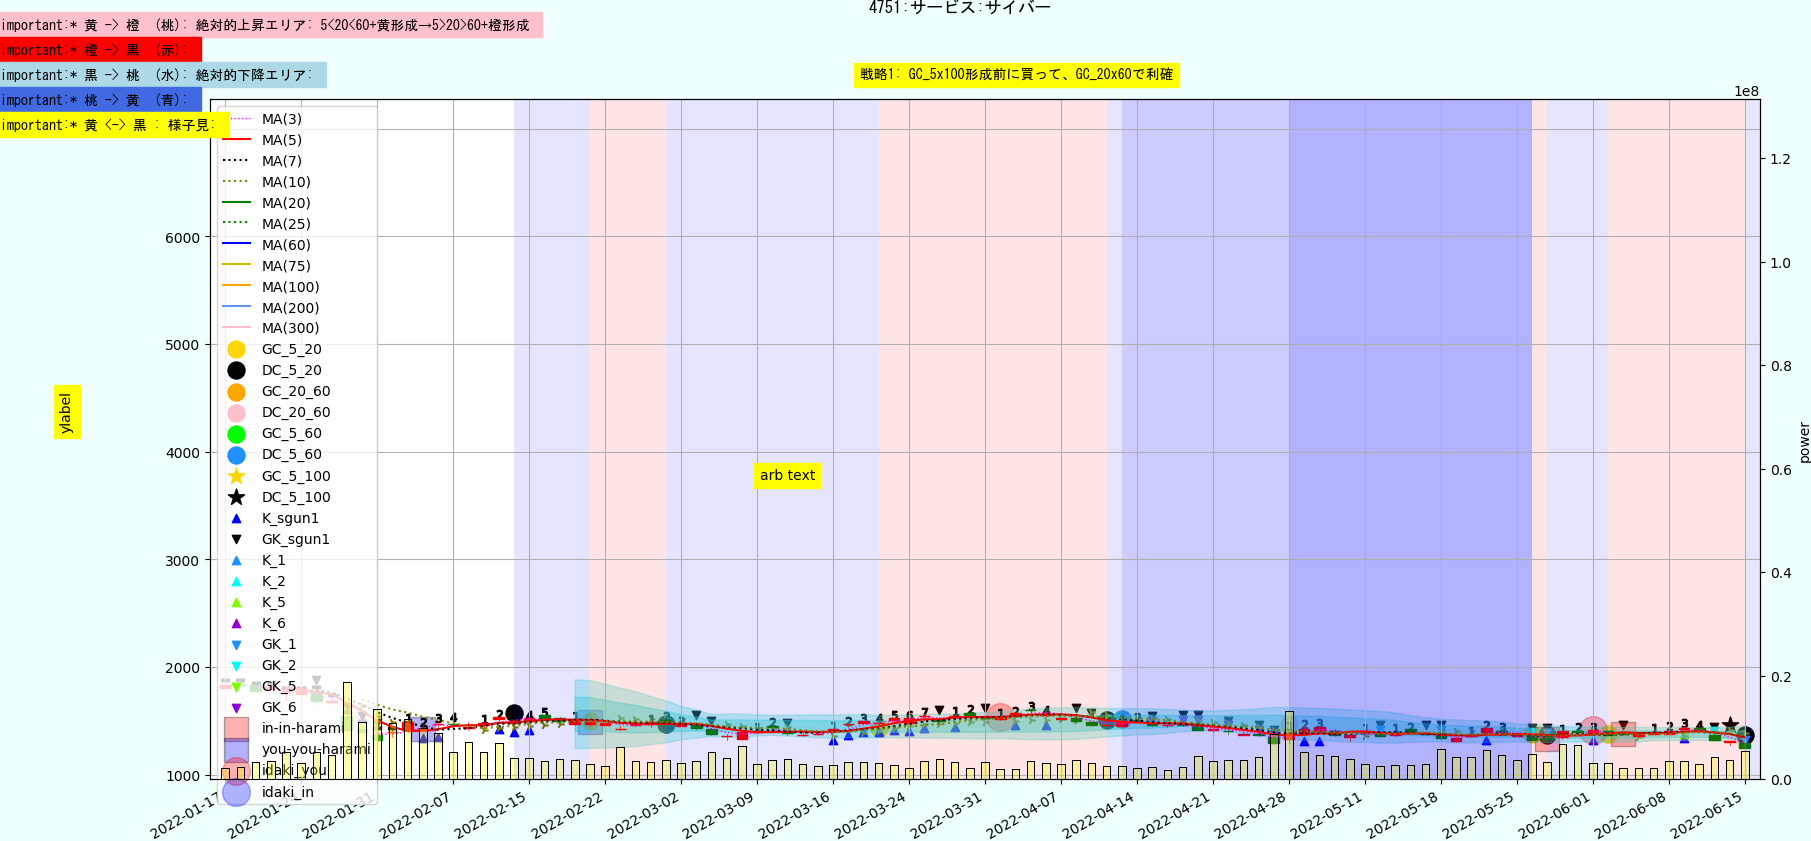 4751:サービス:サイバー
important:* 黄 -> 橙 (桃): 絶対的上昇エリア: 5<20<60+黄形成→5>20>60+橙形成
important:* 橙 -> 黒 (赤):
important:* 黒 -> 桃 (水): 絶対的下降エリア:
important:* 桃 -> 黄 (青):
important:* 黄 <-> 黒 : 様子見:
戦略1: GC_5x100形成前に買って、GC_20x60で利確
1e8
MA(3)
MA(5)
MA(7)
MA(10)
MA(20)
MA(25)
MA(60)
MA(75)
MA(100)
MA(200)
MA(300)
GC_5_20
DC_5_20
GC_20_60
DC_20_60
GC_5_60
DC_5_60
GC_5_100
DC_5_100
K_sgun1
GK_sgun1
K_1
K_2
K_5
K_6
GK_1
GK_2
GK_5
GK_6
in-in-harami
you-you-harami
idaki_you
idaki_in
6000
5000
4000
3000
2000
1000
ylabel
arb text
1.2
1.0
0.8
0.6
0.4
0.2
0.0
power
2022-01-17
2022-01-31
2022-02-07
2022-02-15
2022-02-22
2022-03-02
2022-03-09
2022-03-16
2022-03-24
2022-03-31
2022-04-07
2022-04-14
2022-04-21
2022-04-28
2022-05-11
2022-05-18
2022-05-25
2022-06-01
2022-06-08
2022-06-15